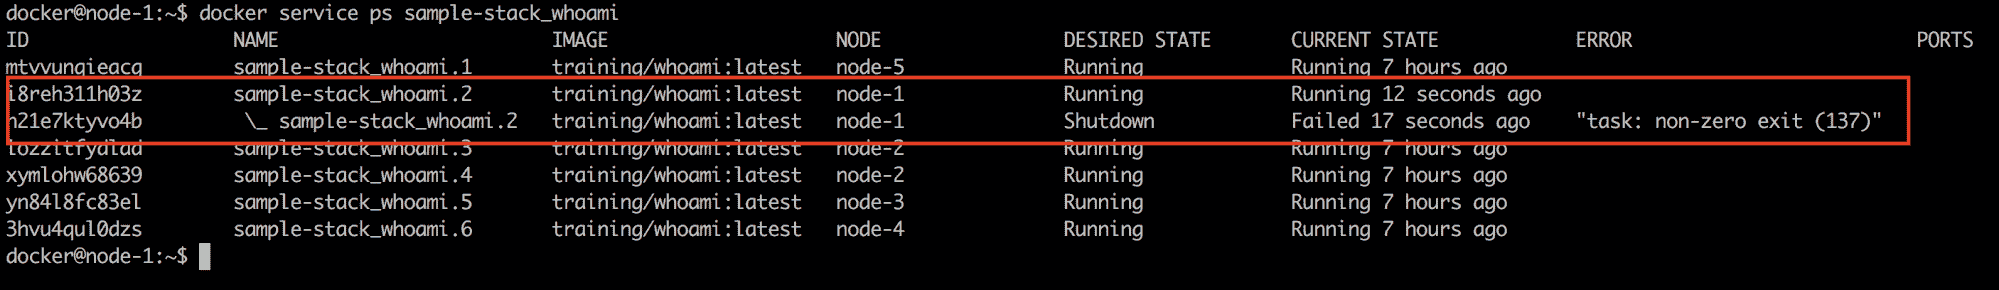 docker@node-1:~$ docker service ps sample-stack_whoami
ID NAME IMAGE NODE DESIRED STATE CURRENT STATE ERROR PORTS
mtvvunqieacq sample-stack_whoami.1 training/whoami:latest node-5 Running Running 7 hours ago
i8reh311h03z sample-stack_whoami.2 training/whoami:latest node-1 Running Running 12 seconds ago
n21e7ktyvo4b \_ sample-stack_whoami.2 training/whoami:latest node-1 Shutdown Failed 17 seconds ago "task: non-zero exit (137)"
sample-stack_whoami.3 training/whoami:latest node-2 Running Running 7 hours ago
xymlohw68639 sample-stack_whoami.4 training/whoami:latest node-2 Running Running 7 hours ago
yn84l8fc83el sample-stack_whoami.5 training/whoami:latest node-3 Running Running 7 hours ago
3hvu4qul0dzs sample-stack_whoami.6 training/whoami:latest node-4 Running Running 7 hours ago
docker@node-1:~$